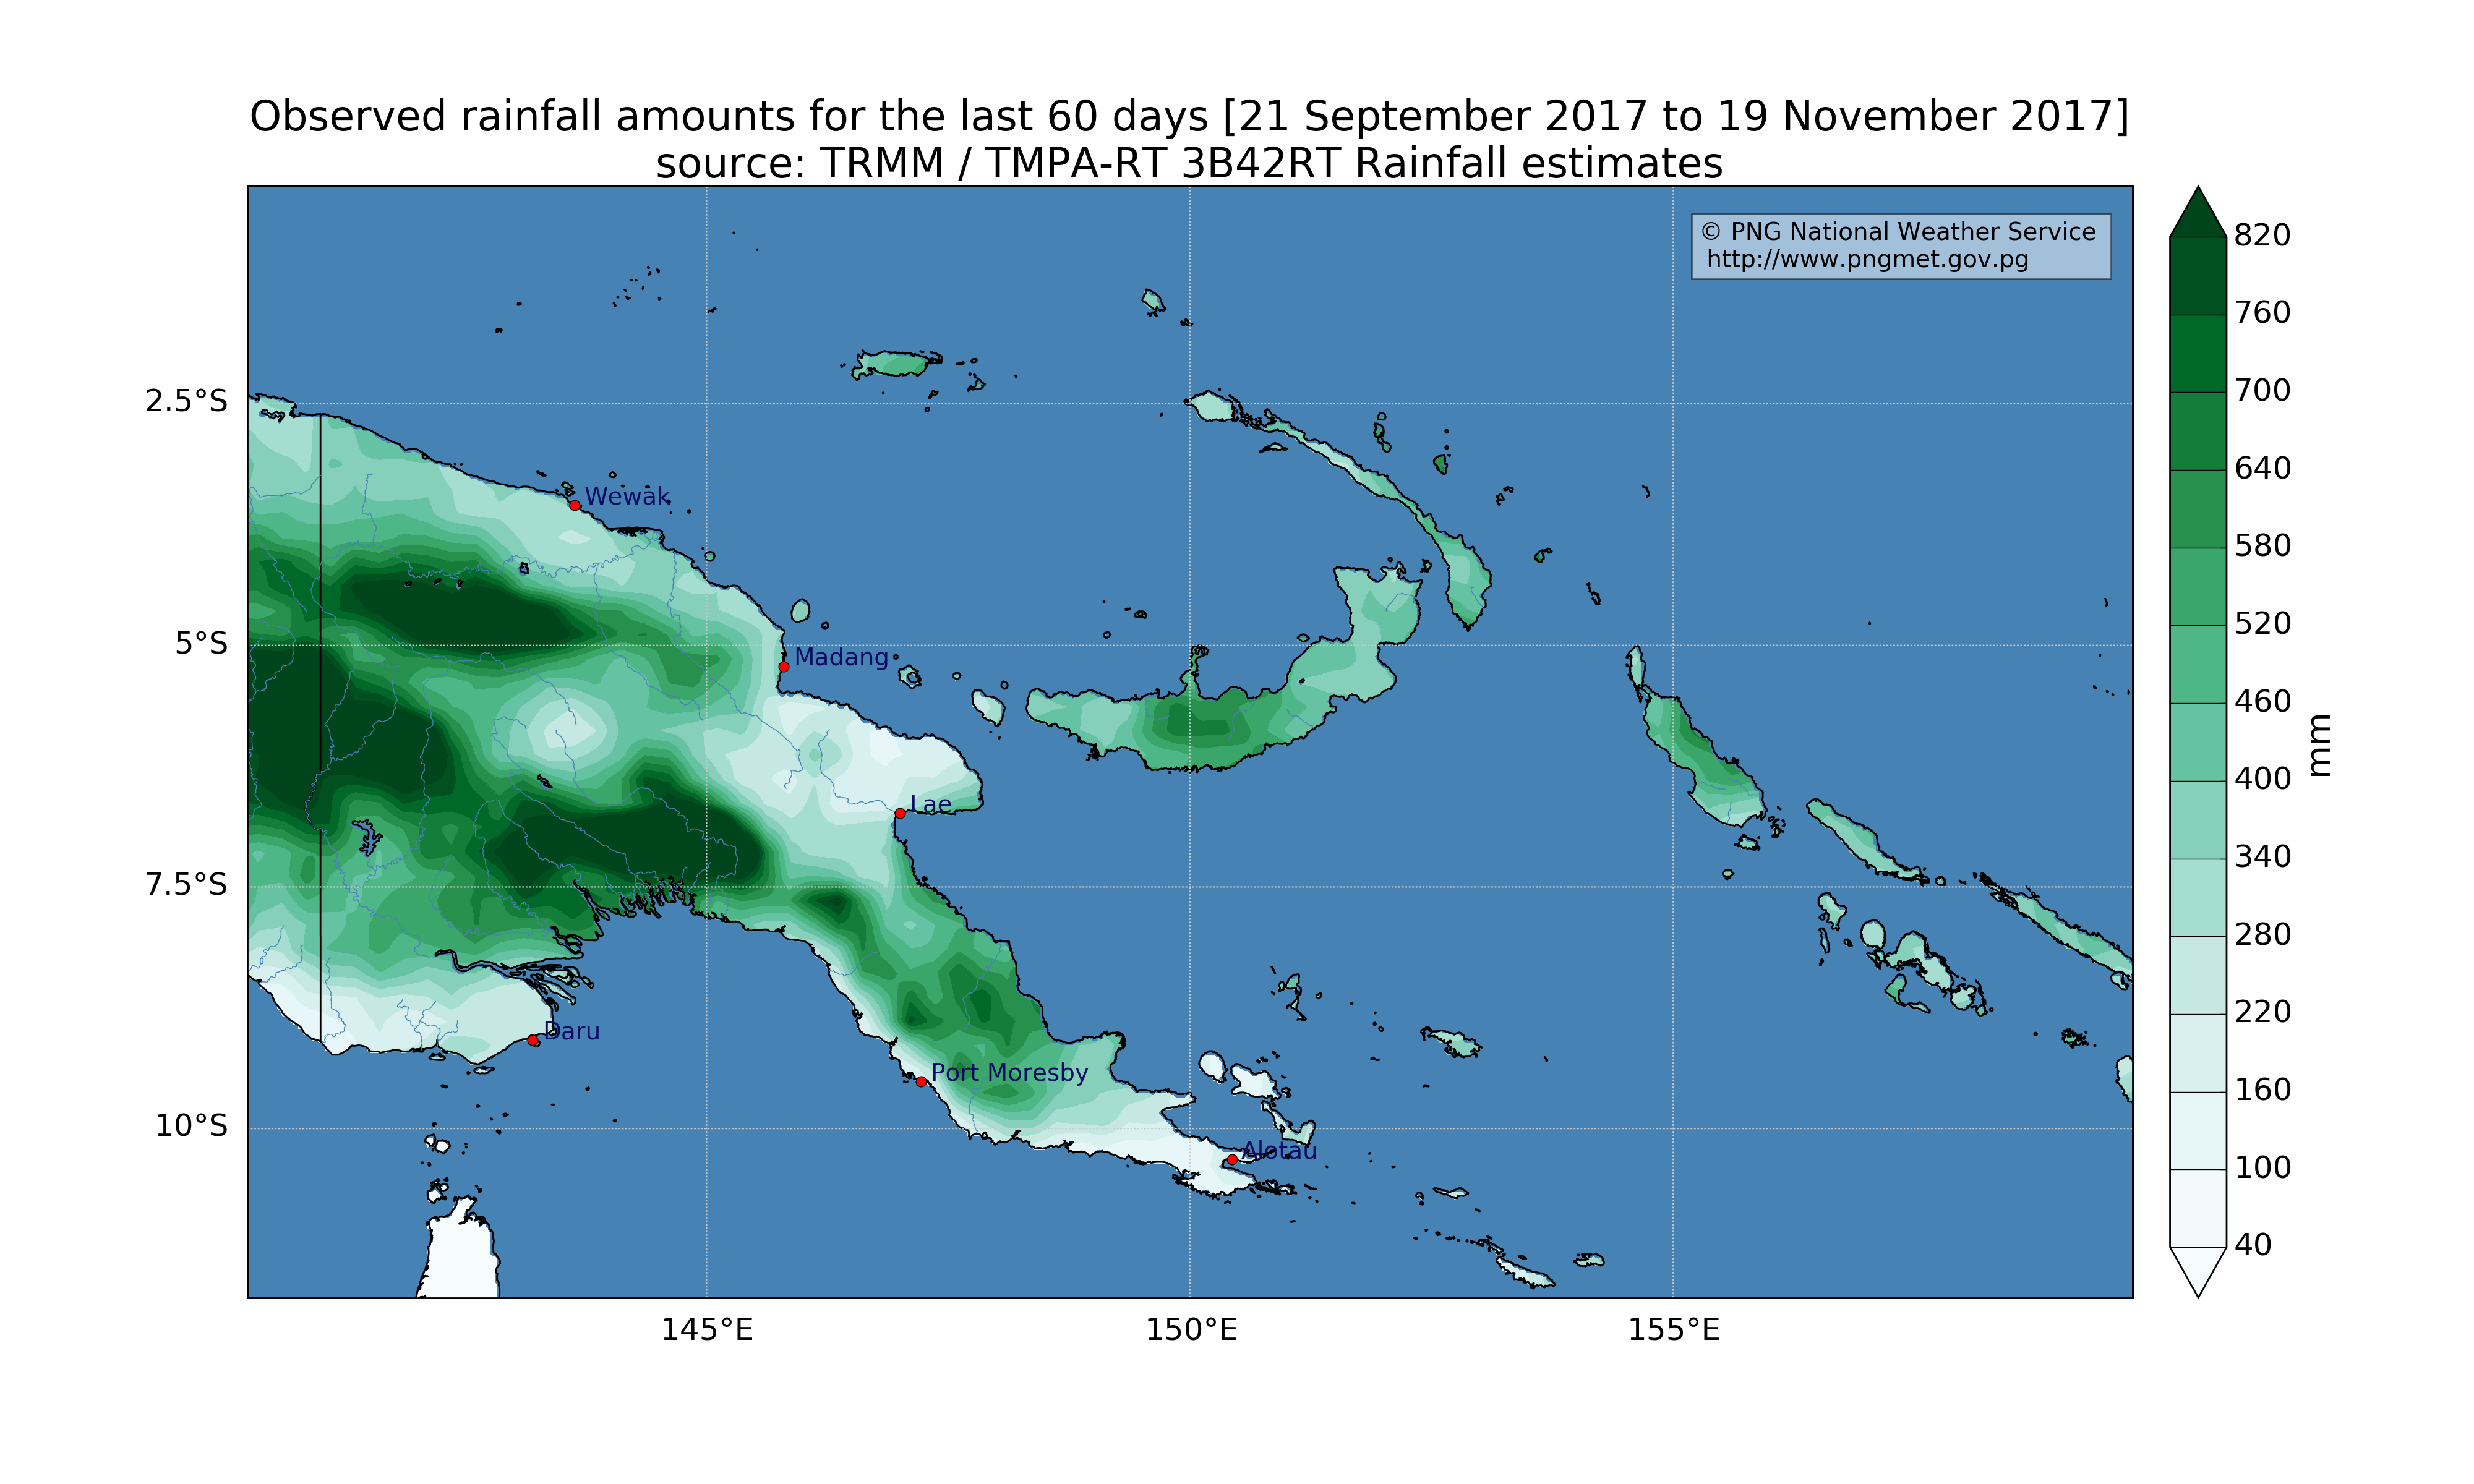 Observed rainfall amounts for the last 60 days [21 September 2017 to 19 November 2017]
source: TRMM / TMPA-RT 3B42RT Rainfall estimates
© PNG National Weather Service
http://www.pngmet.gov.pg
2.5°S
5°S
7.5°S
10°S
145°E
150°E
155°E
Wewak
Madang
Lae
Daru
Port Moresby
Alotau
820
760
700
640
580
520
460
400
340
280
220
160
100
40
mm